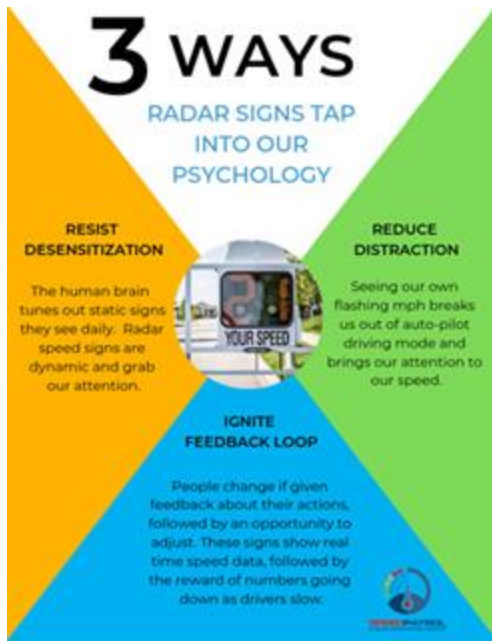 3 WAYS
RADAR SIGNS TAP
INTO OUR
PSYCHOLOGY
RESIST
DESENSITIZATION
The human brain
tunes out static signs
they see daily. Radar
speed signs are
dynamic and grab
our attention.
REDUCE
DISTRACTION
Seeing our own
flashing mph breaks
us out of auto-pilot
driving mode and
brings our attention to
our speed.
YOUR SPEED
IGNITE
FEEDBACK LOOP
People change if given
feedback about their actions,
followed by an opportunity to
adjust. These signs show real
time speed data, followed by
the reward of numbers going
down as drivers slow.
SPEEDPATROL